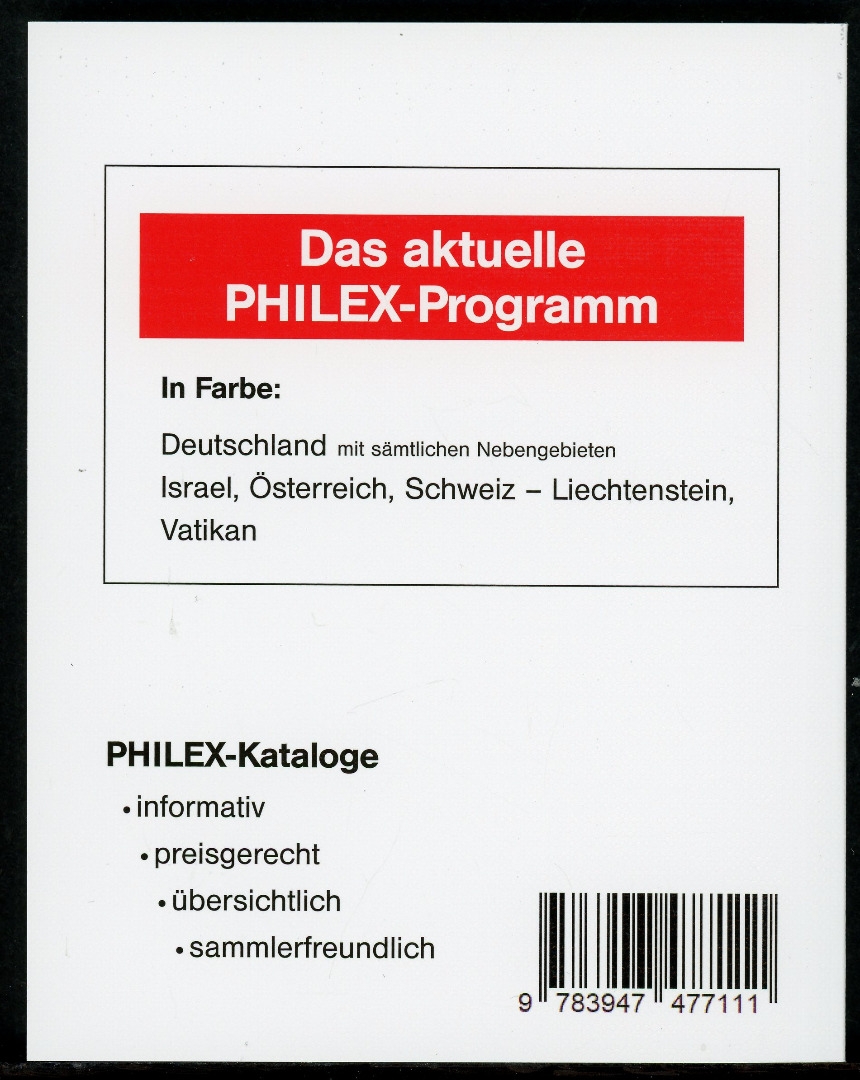 Das aktuelle
PHILEX-Programm
In Farbe:
Deutschland mit sämtlichen Nebengebieten
Israel, Österreich, Schweiz – Liechtenstein,
Vatikan
PHILEX-Kataloge
• informativ
• preisgerecht
• übersichtlich
• sammlerfreundlich
9 783947 477111